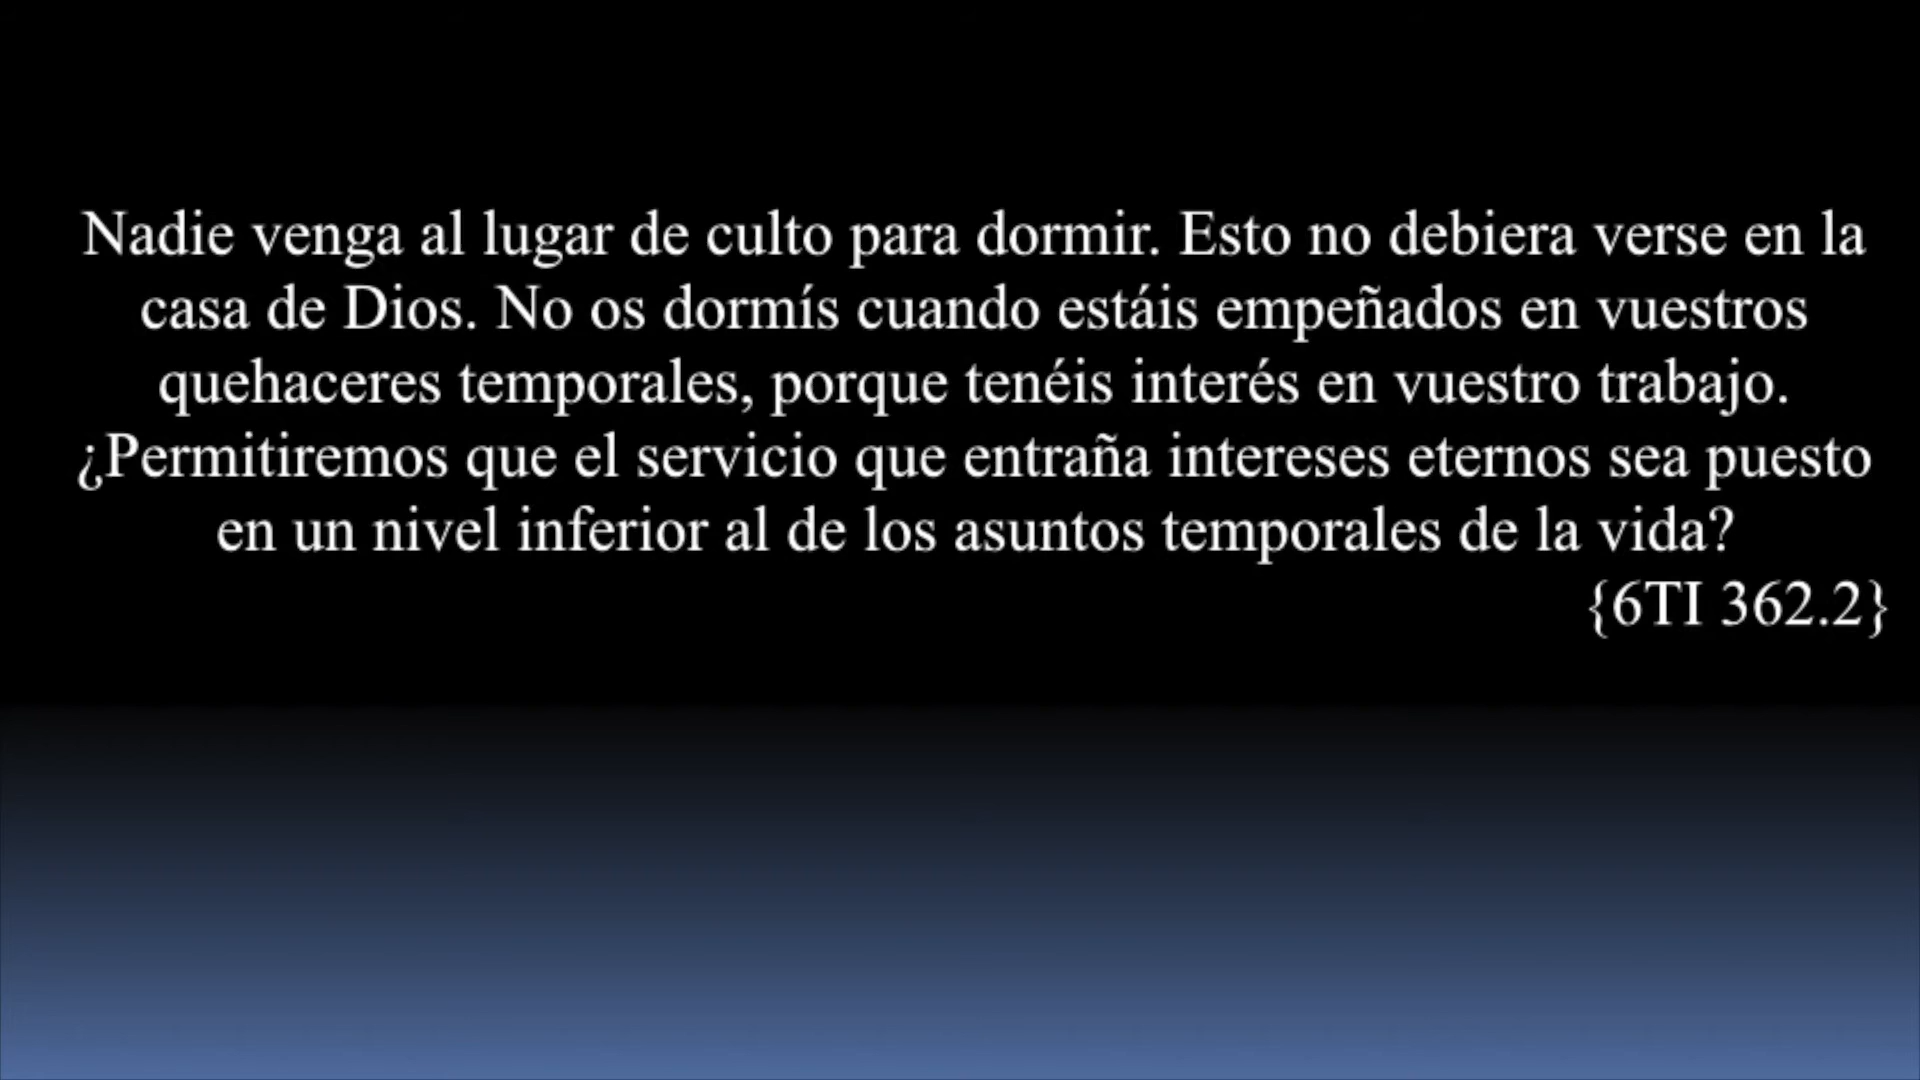 Nadie venga al lugar de culto para dormir. Esto no debiera verse en la
casa de Dios. No os dormís cuando estáis empeñados en vuestros
quehaceres temporales, porque tenéis interés en vuestro trabajo.
¿Permitiremos que el servicio que entraña intereses eternos sea puesto
en un nivel inferior al de los asuntos temporales de la vida?
{6TI 362.2}